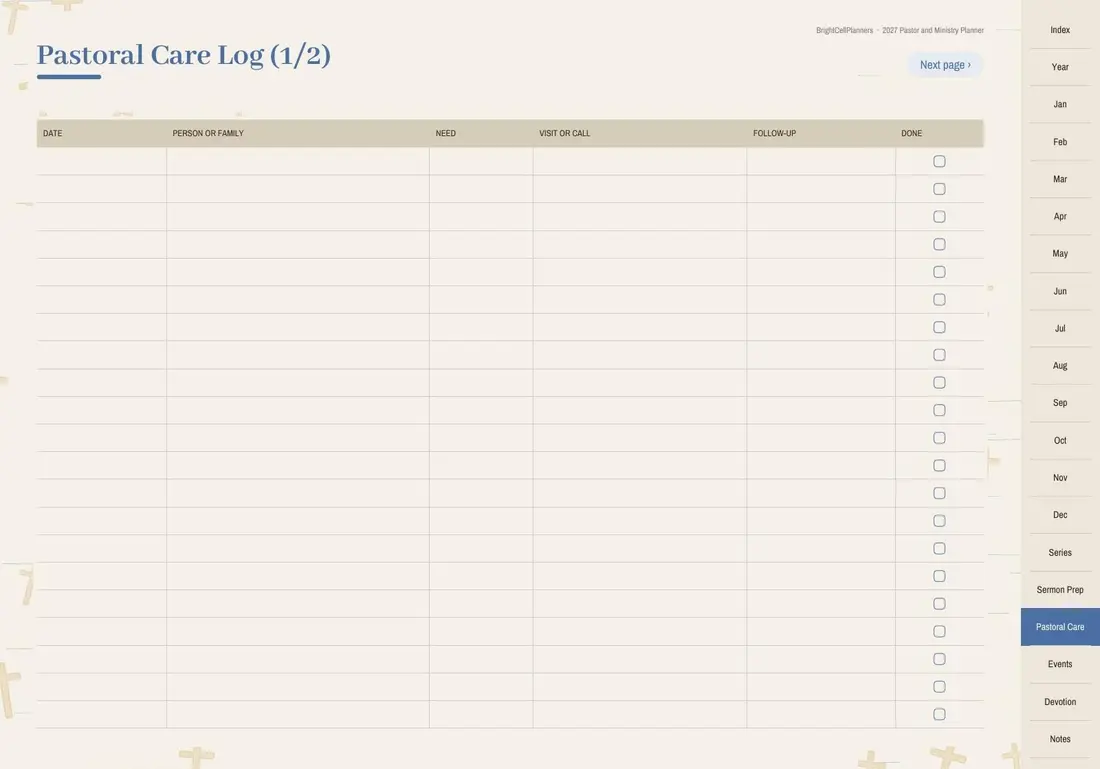 BrightCellPlanners · 2027 Pastor and Ministry Planner
Pastoral Care Log (1/2)
Next page ›
DATE PERSON OR FAMILY NEED VISIT OR CALL FOLLOW-UP DONE
Index
Year
Jan
Feb
Mar
Apr
May
Jun
Jul
Aug
Sep
Oct
Nov
Dec
Series
Sermon Prep
Pastoral Care
Events
Devotion
Notes